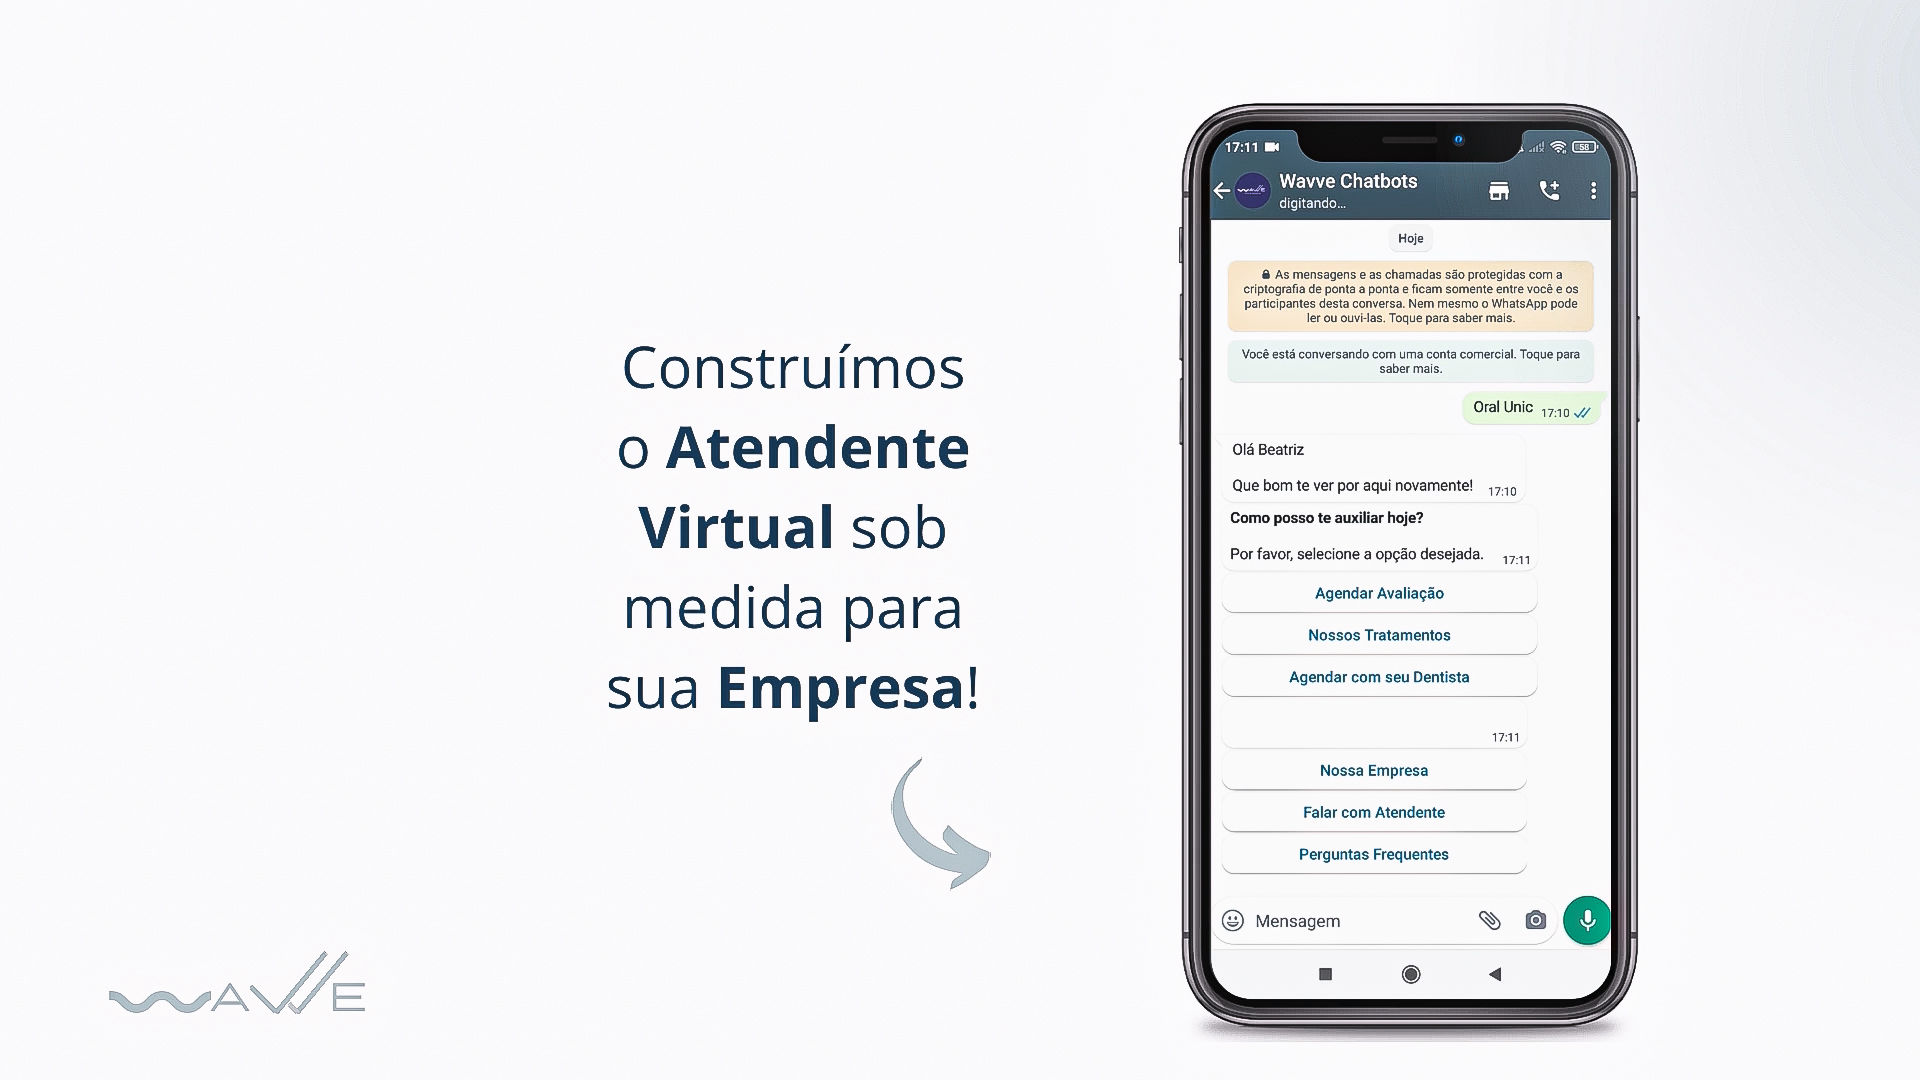 Construímos
o Atendente
Virtual sob
medida para
sua Empresa!
WAVVE
17:11
58
Wavve Chatbots
digitando...
Hoje
As mensagens e as chamadas são protegidas com a
criptografia de ponta a ponta e ficam somente entre você e os
participantes desta conversa. Nem mesmo o WhatsApp pode
ler ou ouvi-las. Toque para saber mais.
Você está conversando com uma conta comercial. Toque para
saber mais.
Oral Unic 17:10
Olá Beatriz
Que bom te ver por aqui novamente! 17:10
Como posso te auxiliar hoje?
Por favor, selecione a opção desejada. 17:11
Agendar Avaliação
Nossos Tratamentos
Agendar com seu Dentista
17:11
Nossa Empresa
Falar com Atendente
Perguntas Frequentes
Mensagem